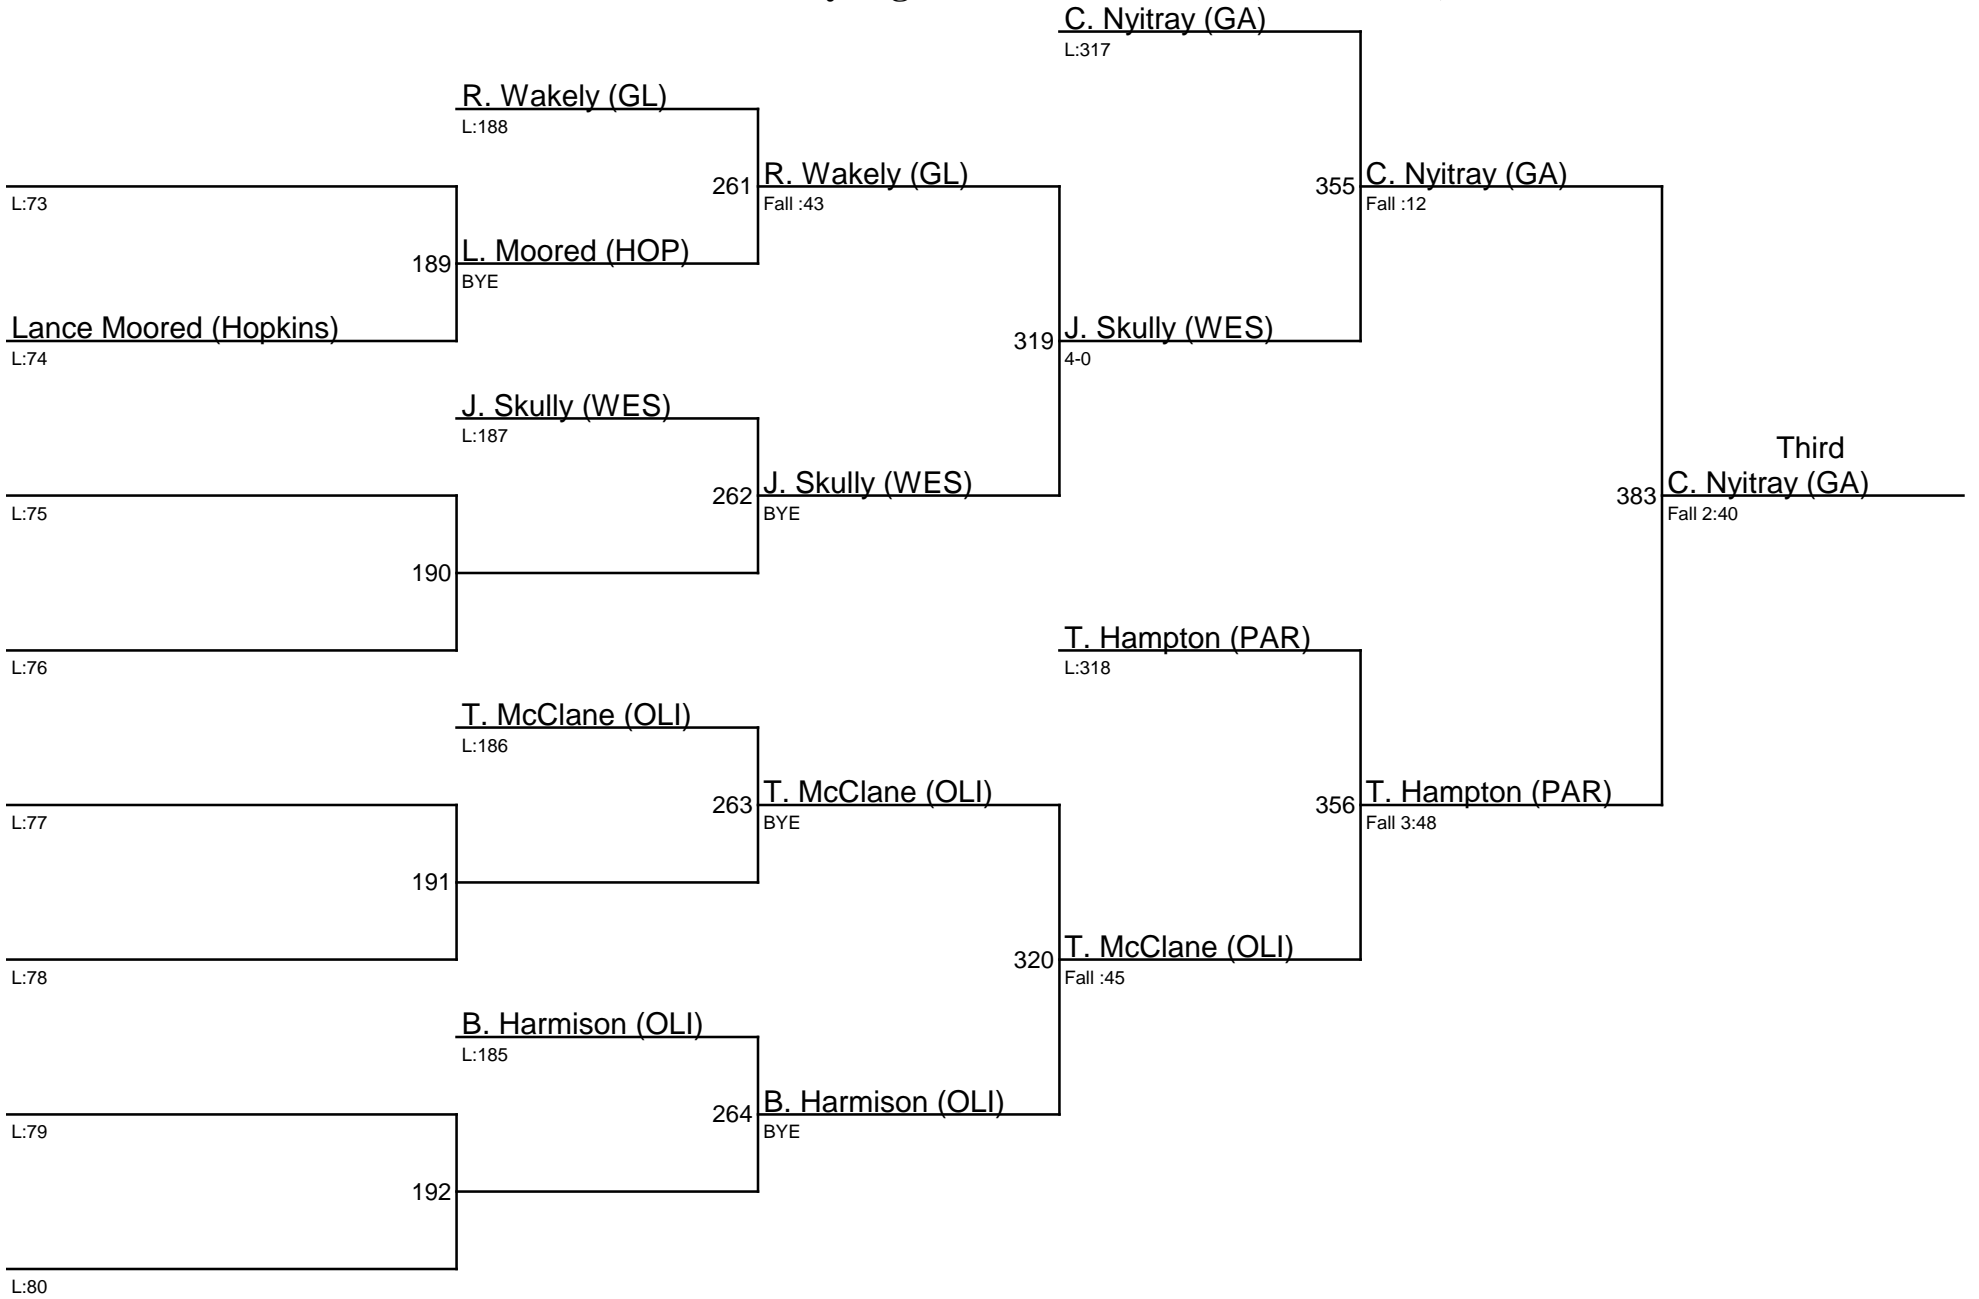 C. Nyitray (GA)
L:317
R. Wakely (GL)
L:188
261 R. Wakely (GL)
Fall :43
355 C. Nyitray (GA)
Fall :12
L:73
189 L. Moored (HOP)
BYE
Lance Moored (Hopkins)
L:74
319 J. Skully (WES)
4-0
J. Skully (WES)
L:187
Third
L:75
262 J. Skully (WES)
BYE
383 C. Nyitray (GA)
Fall 2:40
190
T. Hampton (PAR)
L:318
L:76
T. McClane (OLI)
L:186
L:77
263 T. McClane (OLI)
BYE
356 T. Hampton (PAR)
Fall 3:48
191
L:78
320 T. McClane (OLI)
Fall :45
B. Harmison (OLI)
L:185
L:79
264 B. Harmison (OLI)
BYE
192
L:80